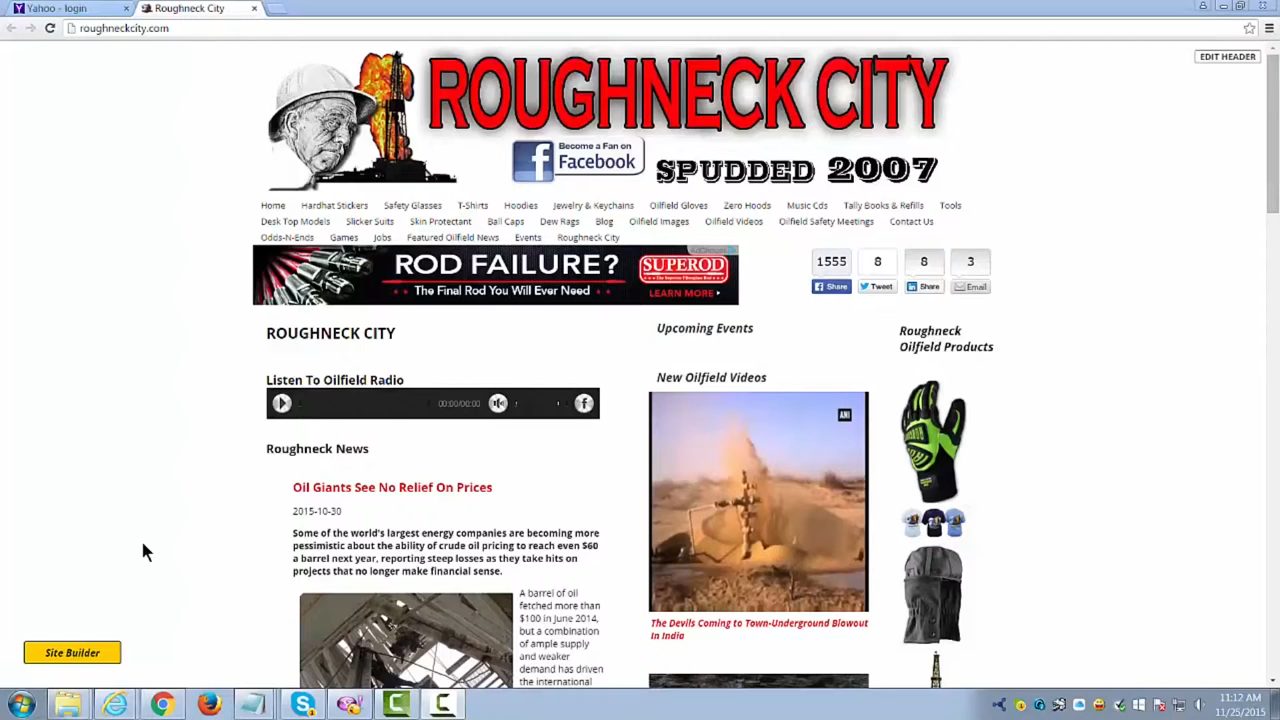 Yahoo - login
Roughneck City
roughneckcity.com
EDIT HEADER
ROUGHNECK CITY
Become a Fan on
Facebook
SPUDDED 2007
Home Hardhat Stickers Safety Glasses T-Shirts Hoodies Jewelry & Keychains Oilfield Gloves Zero Hoods Music Cds Tally Books & Refills Tools
Desk Top Models Slicker Suits Skin Protectant Ball Caps Dew Rags Blog Oilfield Images Oilfield Videos Oilfield Safety Meetings Contact Us
Odds-N-Ends Games Jobs Featured Oilfield News Events Roughneck City
ROD FAILURE?
The Final Rod You Will Ever Need
SUPEROD
LEARN MORE
1555 8 8 3
Share Tweet Share Email
ROUGHNECK CITY
Listen To Oilfield Radio
00:00/00:00
Roughneck News
Oil Giants See No Relief On Prices
2015-10-30
Some of the world's largest energy companies are becoming more
pessimistic about the ability of crude oil pricing to reach even $60
a barrel next year, reporting steep losses as they take hits on
projects that no longer make financial sense.
A barrel of oil
fetched more than
$100 in June 2014,
but a combination
of ample supply
and weaker
demand has driven
the international
Upcoming Events
New Oilfield Videos
ANI
The Devils Coming to Town-Underground Blowout
In India
Roughneck
Oilfield Products
Site Builder
11:12 AM
11/25/2015